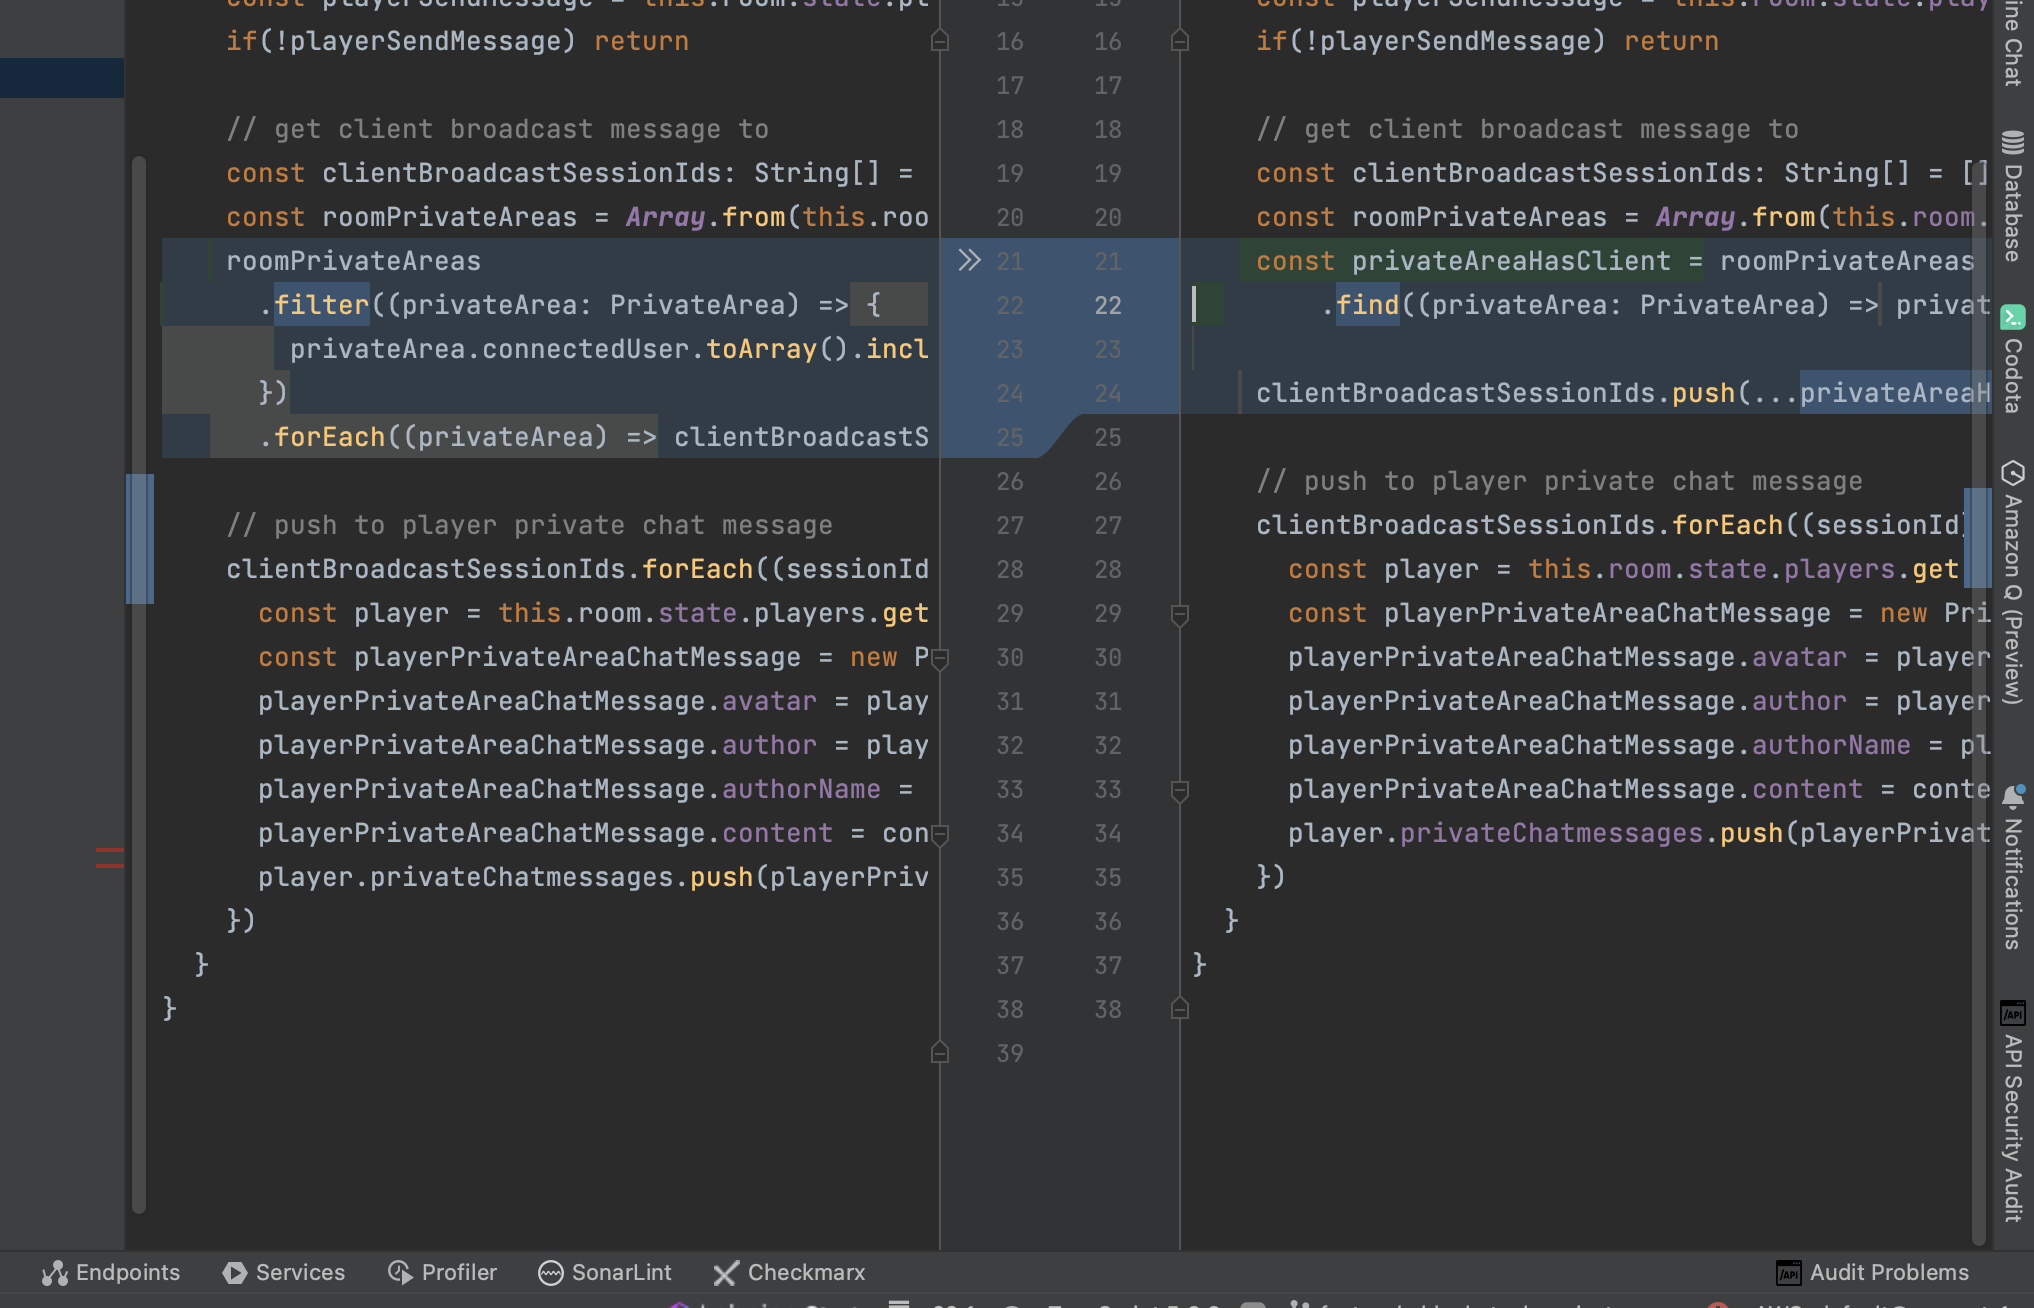 if(!playerSendMessage) return
// get client broadcast message to
const clientBroadcastSessionIds: String[] =
const roomPrivateAreas = Array.from(this.roo
roomPrivateAreas
.filter((privateArea: PrivateArea) => {
privateArea.connectedUser.toArray().incl
})
.forEach((privateArea) => clientBroadcastS
// push to player private chat message
clientBroadcastSessionIds.forEach((sessionId
const player = this.room.state.players.get
const playerPrivateAreaChatMessage = new P
playerPrivateAreaChatMessage.avatar = play
playerPrivateAreaChatMessage.author = play
playerPrivateAreaChatMessage.authorName =
playerPrivateAreaChatMessage.content = con
player.privateChatmessages.push(playerPriv
})
}
}
16 16
17 17
18 18
19 19
20 20
21 21
22 22
23 23
24 24
25 25
26 26
27 27
28 28
29 29
30 30
31 31
32 32
33 33
34 34
35 35
36 36
37 37
38 38
39
if(!playerSendMessage) return
// get client broadcast message to
const clientBroadcastSessionIds: String[] = []
const roomPrivateAreas = Array.from(this.room.
const privateAreaHasClient = roomPrivateAreas
.find((privateArea: PrivateArea) => privat
clientBroadcastSessionIds.push(...privateAreaH
// push to player private chat message
clientBroadcastSessionIds.forEach((sessionId)
const player = this.room.state.players.get
const playerPrivateAreaChatMessage = new Pri
playerPrivateAreaChatMessage.avatar = player
playerPrivateAreaChatMessage.author = player
playerPrivateAreaChatMessage.authorName = pl
playerPrivateAreaChatMessage.content = conte
player.privateChatmessages.push(playerPrivat
})
}
}
ine Chat
Database
Codota
Amazon Q (Preview)
Notifications
API Security Audit
Endpoints
Services
Profiler
SonarLint
Checkmarx
Audit Problems